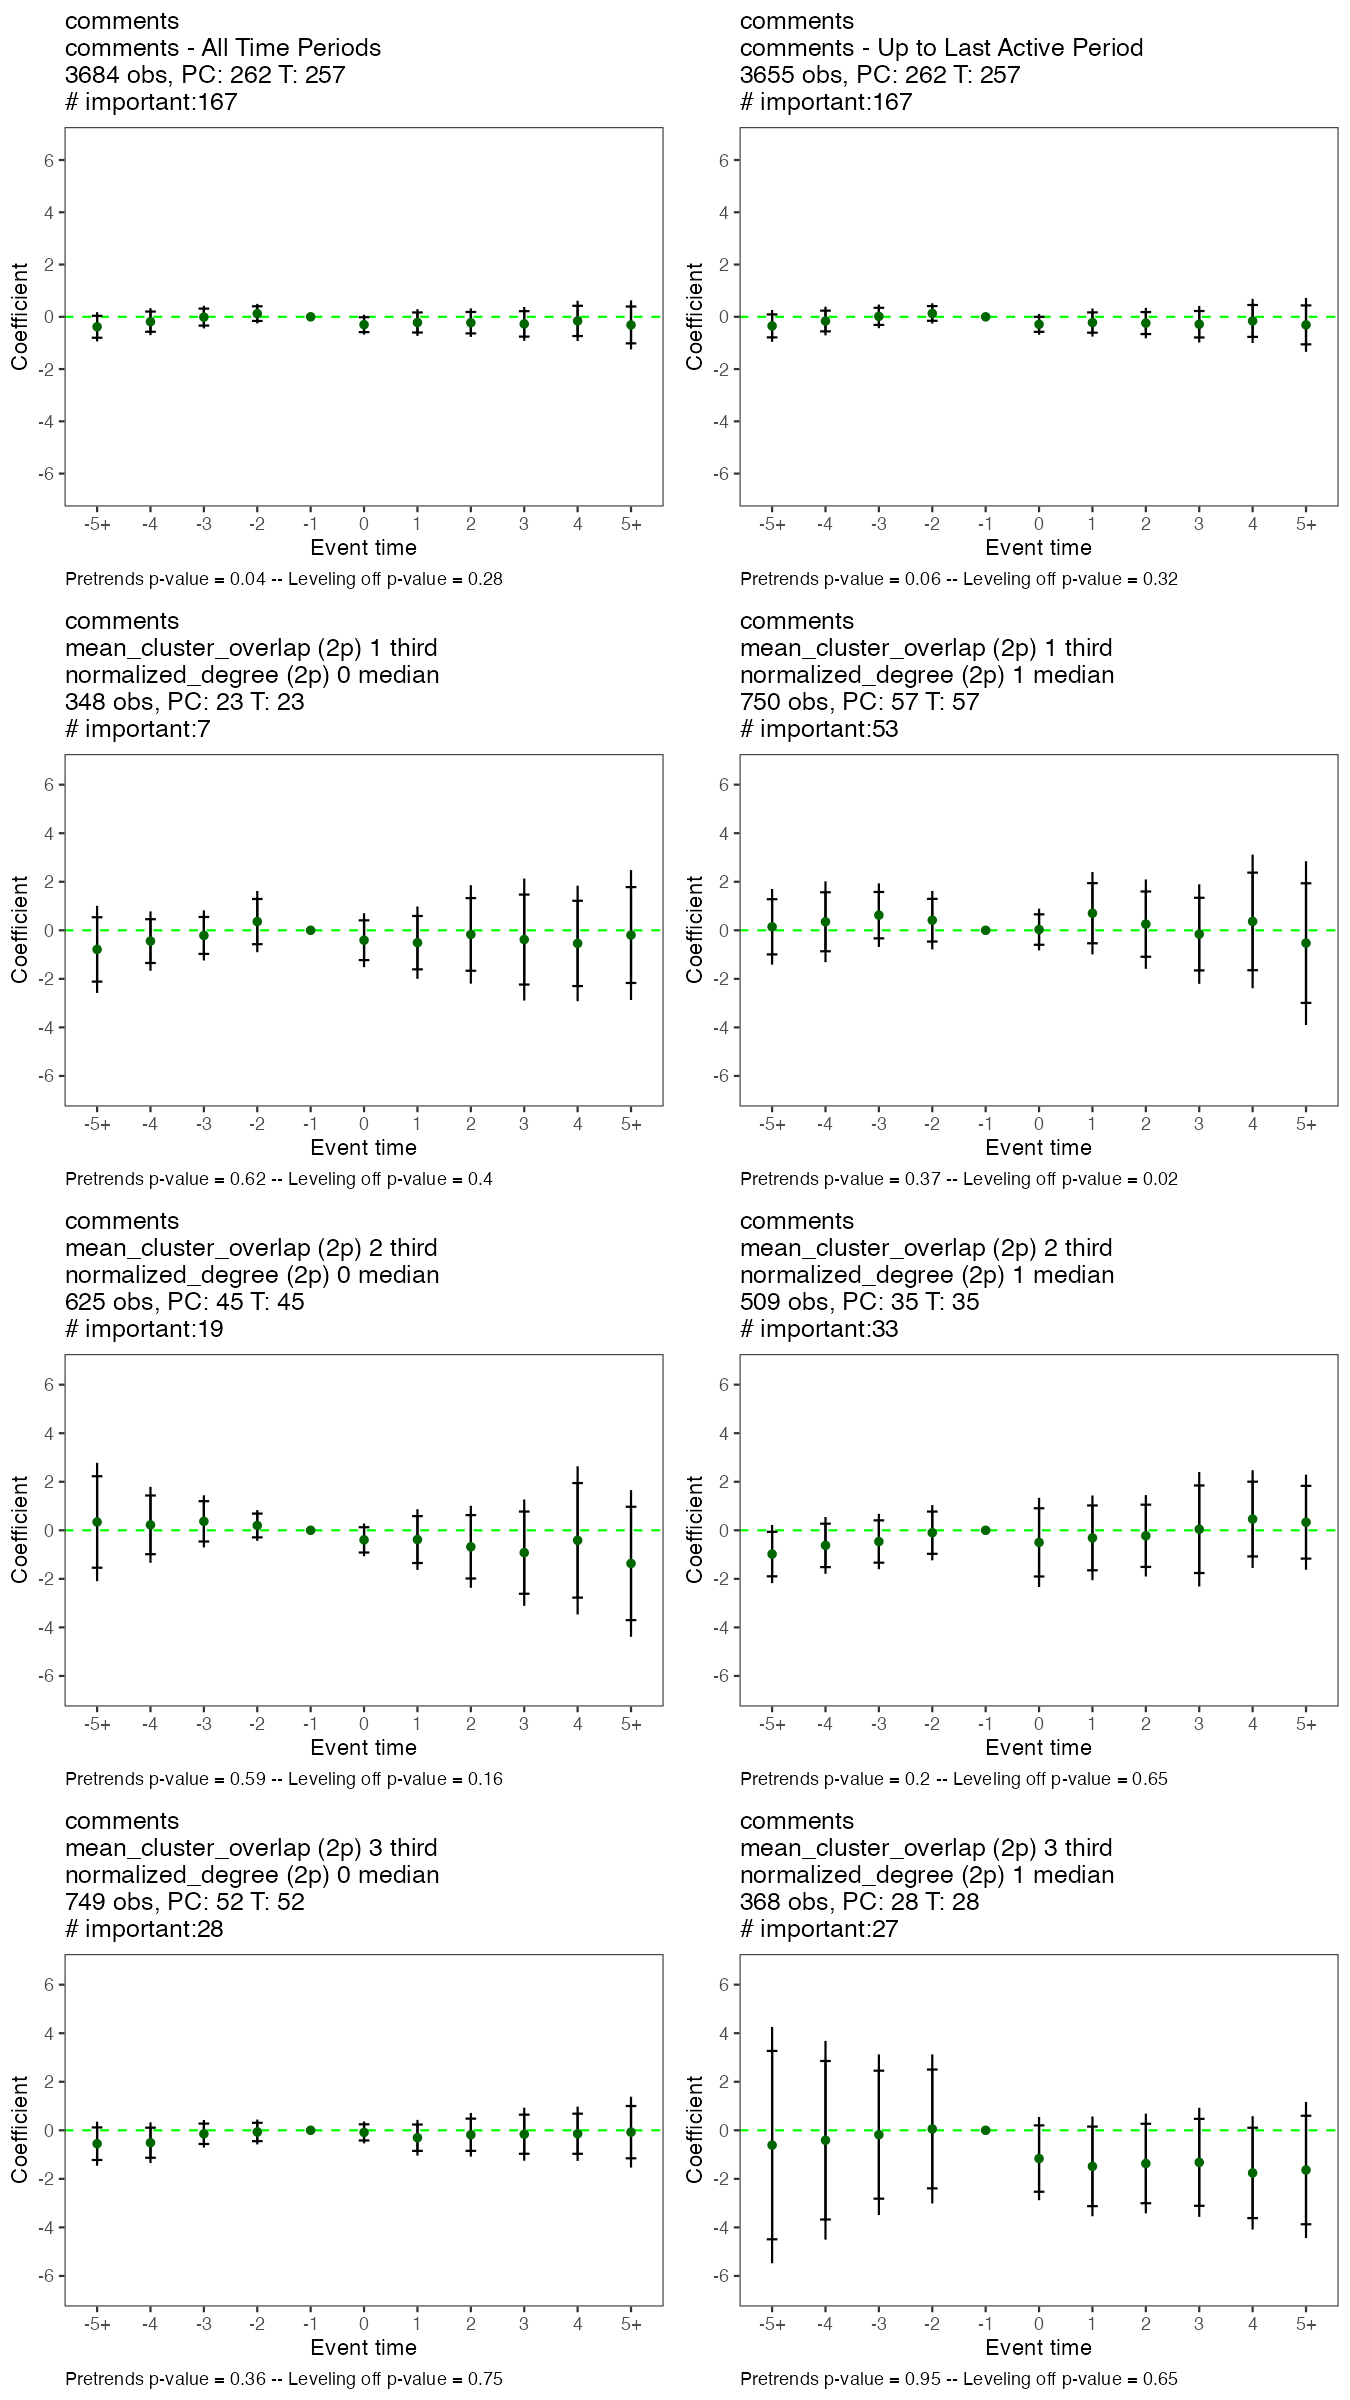 comments
comments - All Time Periods
3684 obs, PC: 262 T: 257
# important:167
6
4
2
0
-2
-4
-6
Coefficient
-5+ -4 -3 -2 -1 0 1 2 3 4 5+
Event time
Pretrends p-value = 0.04 -- Leveling off p-value = 0.28
comments
comments - Up to Last Active Period
3655 obs, PC: 262 T: 257
# important:167
6
4
2
0
-2
-4
-6
Coefficient
-5+ -4 -3 -2 -1 0 1 2 3 4 5+
Event time
Pretrends p-value = 0.06 -- Leveling off p-value = 0.32
comments
mean_cluster_overlap (2p) 1 third
normalized_degree (2p) 0 median
348 obs, PC: 23 T: 23
# important:7
6
4
2
0
-2
-4
-6
Coefficient
-5+ -4 -3 -2 -1 0 1 2 3 4 5+
Event time
Pretrends p-value = 0.62 -- Leveling off p-value = 0.4
comments
mean_cluster_overlap (2p) 1 third
normalized_degree (2p) 1 median
750 obs, PC: 57 T: 57
# important:53
6
4
2
0
-2
-4
-6
Coefficient
-5+ -4 -3 -2 -1 0 1 2 3 4 5+
Event time
Pretrends p-value = 0.37 -- Leveling off p-value = 0.02
comments
mean_cluster_overlap (2p) 2 third
normalized_degree (2p) 0 median
625 obs, PC: 45 T: 45
# important:19
6
4
2
0
-2
-4
-6
Coefficient
-5+ -4 -3 -2 -1 0 1 2 3 4 5+
Event time
Pretrends p-value = 0.59 -- Leveling off p-value = 0.16
comments
mean_cluster_overlap (2p) 2 third
normalized_degree (2p) 1 median
509 obs, PC: 35 T: 35
# important:33
6
4
2
0
-2
-4
-6
Coefficient
-5+ -4 -3 -2 -1 0 1 2 3 4 5+
Event time
Pretrends p-value = 0.2 -- Leveling off p-value = 0.65
comments
mean_cluster_overlap (2p) 3 third
normalized_degree (2p) 0 median
749 obs, PC: 52 T: 52
# important:28
6
4
2
0
-2
-4
-6
Coefficient
-5+ -4 -3 -2 -1 0 1 2 3 4 5+
Event time
Pretrends p-value = 0.36 -- Leveling off p-value = 0.75
comments
mean_cluster_overlap (2p) 3 third
normalized_degree (2p) 1 median
368 obs, PC: 28 T: 28
# important:27
6
4
2
0
-2
-4
-6
Coefficient
-5+ -4 -3 -2 -1 0 1 2 3 4 5+
Event time
Pretrends p-value = 0.95 -- Leveling off p-value = 0.65